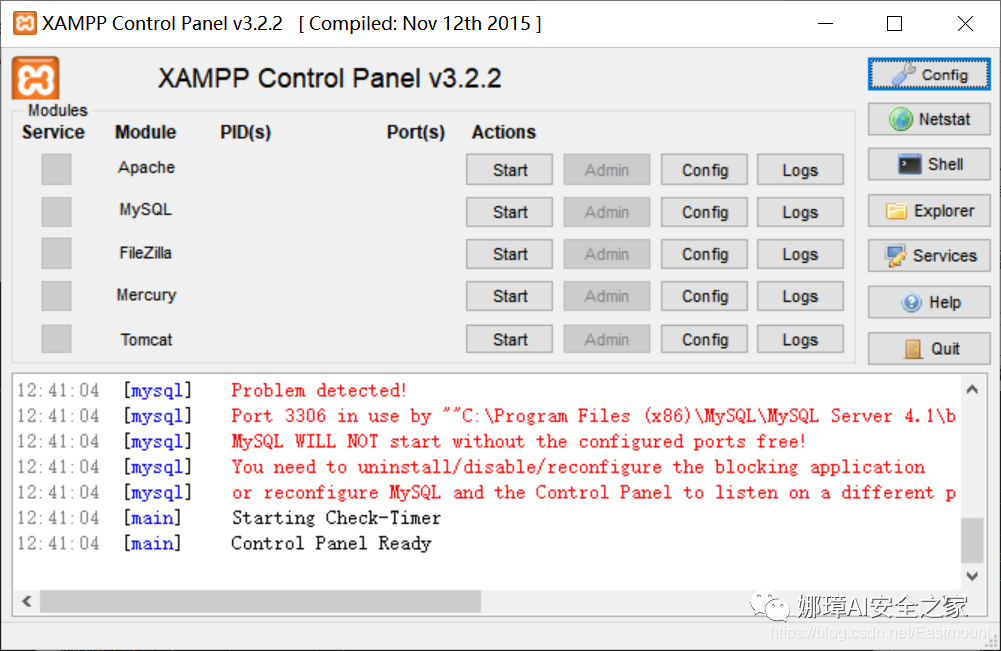 XAMPP Control Panel v3.2.2 [ Compiled: Nov 12th 2015 ]
XAMPP Control Panel v3.2.2
Config
Modules
Service Module PID(s) Port(s) Actions
Netstat
Apache Start Admin Config Logs
Shell
MySQL Start Admin Config Logs
Explorer
FileZilla Start Admin Config Logs
Services
Mercury Start Admin Config Logs
Help
Tomcat Start Admin Config Logs
Quit
12:41:04 [mysql] Problem detected!
12:41:04 [mysql] Port 3306 in use by ""C:\Program Files (x86)\MySQL\MySQL Server 4.1\b
12:41:04 [mysql] MySQL WILL NOT start without the configured ports free!
12:41:04 [mysql] You need to uninstall/disable/reconfigure the blocking application
12:41:04 [mysql] or reconfigure MySQL and the Control Panel to listen on a different p
12:41:04 [main] Starting Check-Timer
12:41:04 [main] Control Panel Ready
娜璋AI安全之家
https://blog.csdn.net/Eastmount